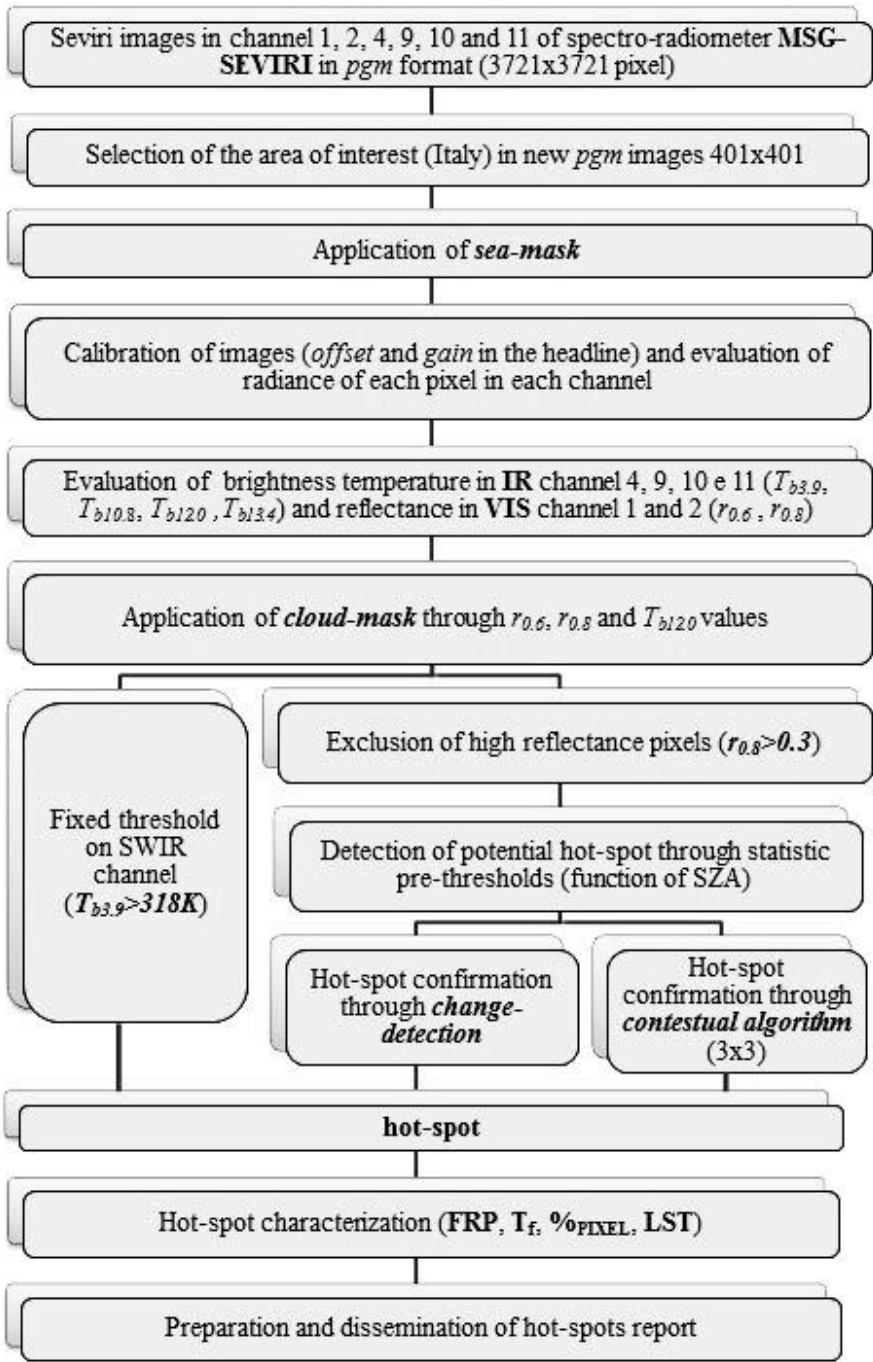 Seviri images in channel 1, 2, 4, 9, 10 and 11 of spectro-radiometer MSG–
SEVIRI in pgm format (3721x3721 pixel)
Selection of the area of interest (Italy) in new pgm images 401x401
Application of sea-mask
Calibration of images (offset and gain in the headline) and evaluation of
radiance of each pixel in each channel
Evaluation of brightness temperature in IR channel 4, 9, 10 e 11 (Tb3.9,
Tb10.8, Tb12.0 ,Tb13.4) and reflectance in VIS channel 1 and 2 (r0.6 , r0.8)
Application of cloud-mask through r0.6, r0.8 and Tb12.0 values
Fixed threshold
on SWIR
channel
(Tb3.9>318K)
Exclusion of high reflectance pixels (r0.8>0.3)
Detection of potential hot-spot through statistic
pre-thresholds (function of SZA)
Hot-spot confirmation
through change-
detection
Hot-spot
confirmation through
contestual algorithm
(3x3)
hot-spot
Hot-spot characterization (FRP, Tf, %PIXEL, LST)
Preparation and dissemination of hot-spots report